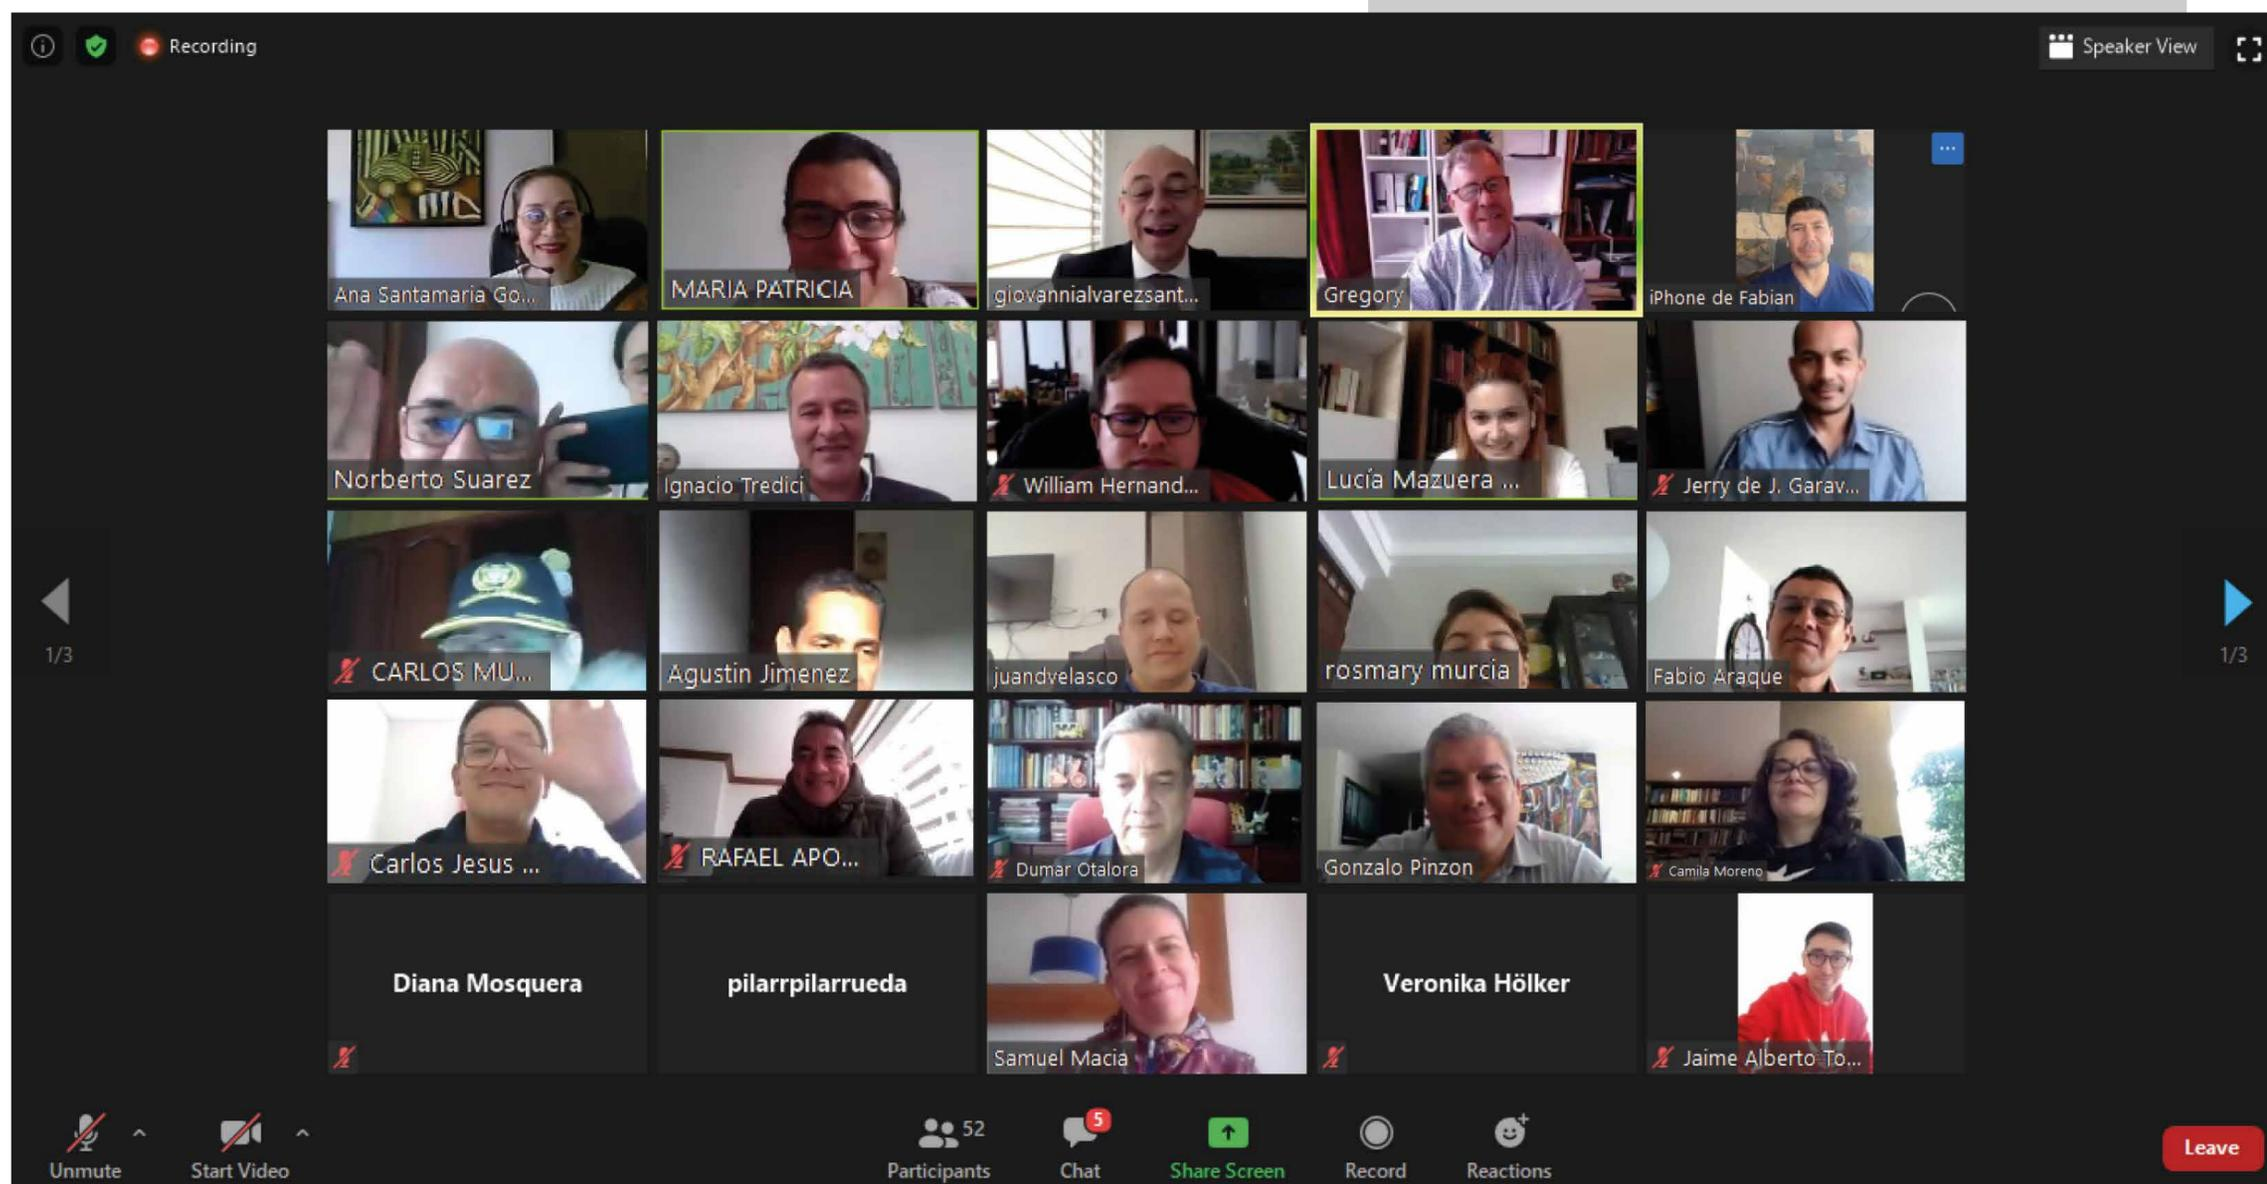 Recording
Speaker View
Ana Santamaria Go...
MARIA PATRICIA
giovannialvarezsant...
Gregory
iPhone de Fabian
...
Norberto Suarez
Ignacio Tredici
William Hernand...
Lucía Mazuera ...
Jerry de J. Garav...
CARLOS MU...
Agustin Jimenez
juandvelasco
rosmary murcia
Fabio Araque
1/3
1/3
Carlos Jesus ...
RAFAEL APO...
Dumar Otalora
Gonzalo Pinzon
Camila Moreno
Diana Mosquera
pilarrpilarrueda
Samuel Macia
Veronika Hölker
Jaime Alberto To...
Unmute
Start Video
52
Participants
5
Chat
Share Screen
Record
Reactions
Leave